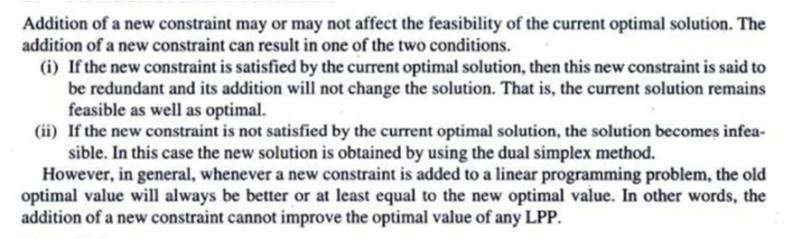 Addition of a new constraint may or may not affect the feasibility of the current optimal solution. The
addition of a new constraint can result in one of the two conditions.
(i) If the new constraint is satisfied by the current optimal solution, then this new constraint is said to
be redundant and its addition will not change the solution. That is, the current solution remains
feasible as well as optimal.
(ii) If the new constraint is not satisfied by the current optimal solution, the solution becomes infea-
sible. In this case the new solution is obtained by using the dual simplex method.
However, in general, whenever a new constraint is added to a linear programming problem, the old
optimal value will always be better or at least equal to the new optimal value. In other words, the
addition of a new constraint cannot improve the optimal value of any LPP.